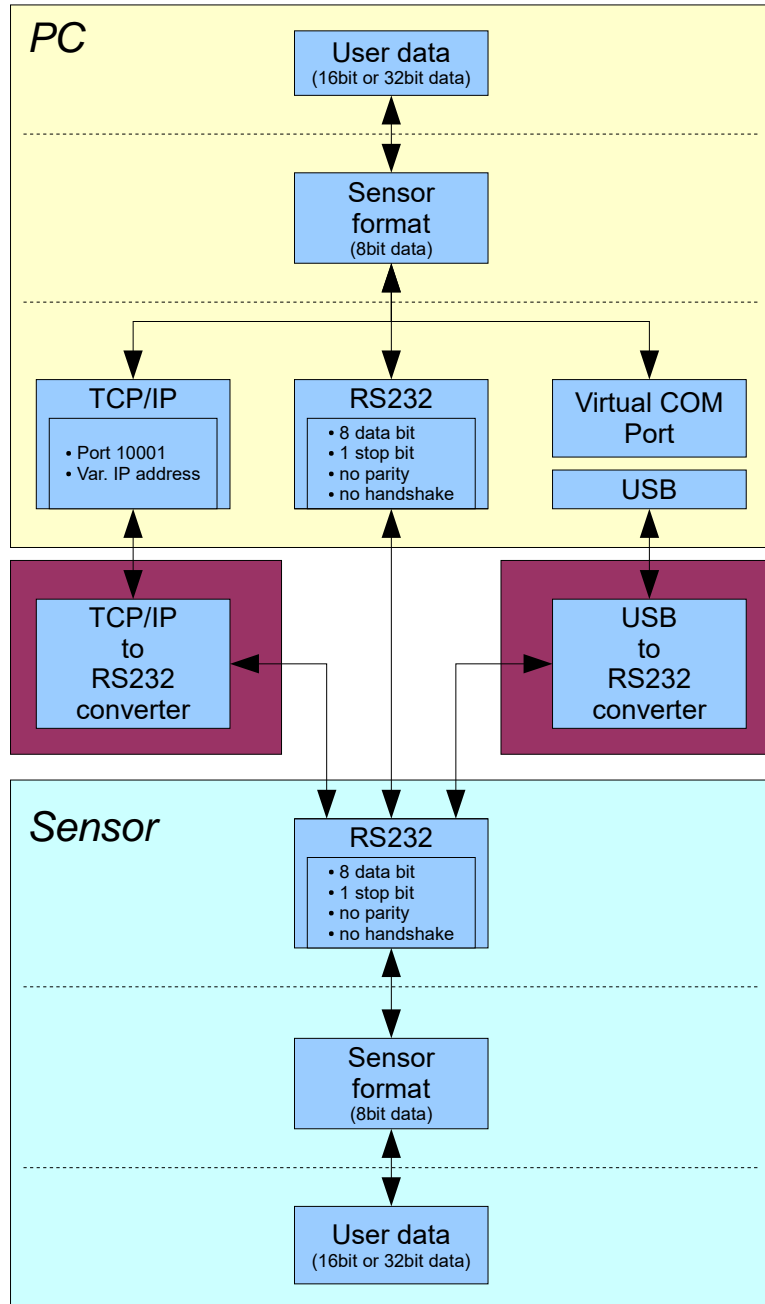 PC
User data
(16bit or 32bit data)
Sensor
format
(8bit data)
TCP/IP
• Port 10001
• Var. IP address
RS232
• 8 data bit
• 1 stop bit
• no parity
• no handshake
Virtual COM
Port
USB
TCP/IP
to
RS232
converter
USB
to
RS232
converter
Sensor
RS232
• 8 data bit
• 1 stop bit
• no parity
• no handshake
Sensor
format
(8bit data)
User data
(16bit or 32bit data)